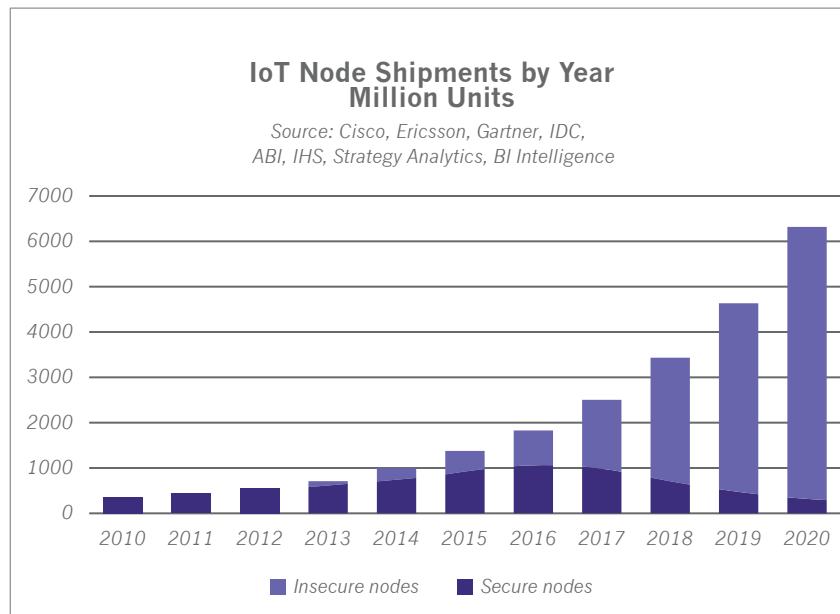 IoT Node Shipments by Year
Million Units
Source: Cisco, Ericsson, Gartner, IDC,
ABI, IHS, Strategy Analytics, BI Intelligence
7000
6000
5000
4000
3000
2000
1000
0
2010 2011 2012 2013 2014 2015 2016 2017 2018 2019 2020
Insecure nodes Secure nodes